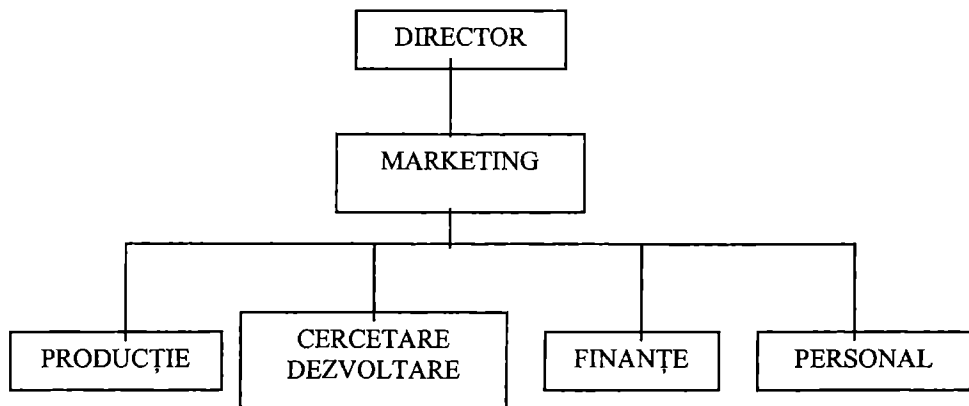 DIRECTOR
MARKETING
PRODUCȚIE
CERCETARE
DEZVOLTARE
FINANȚE
PERSONAL